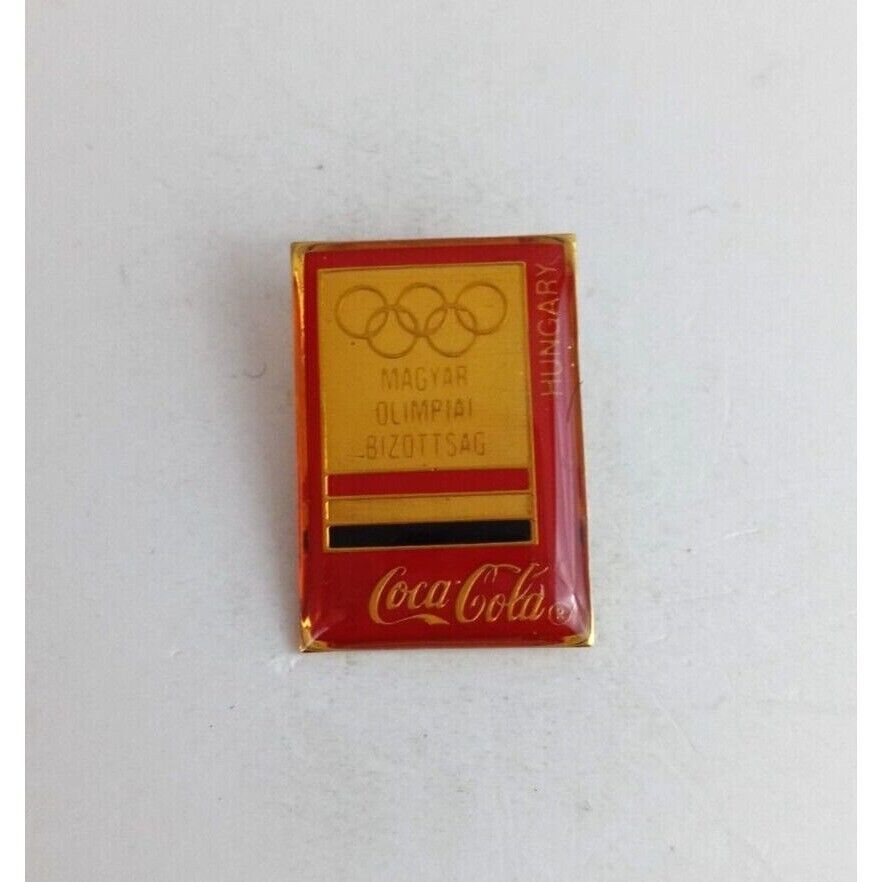 MAGYAR
OLIMPIAI
BIZOTTSAG
HUNGARY
Coca-Cola ®